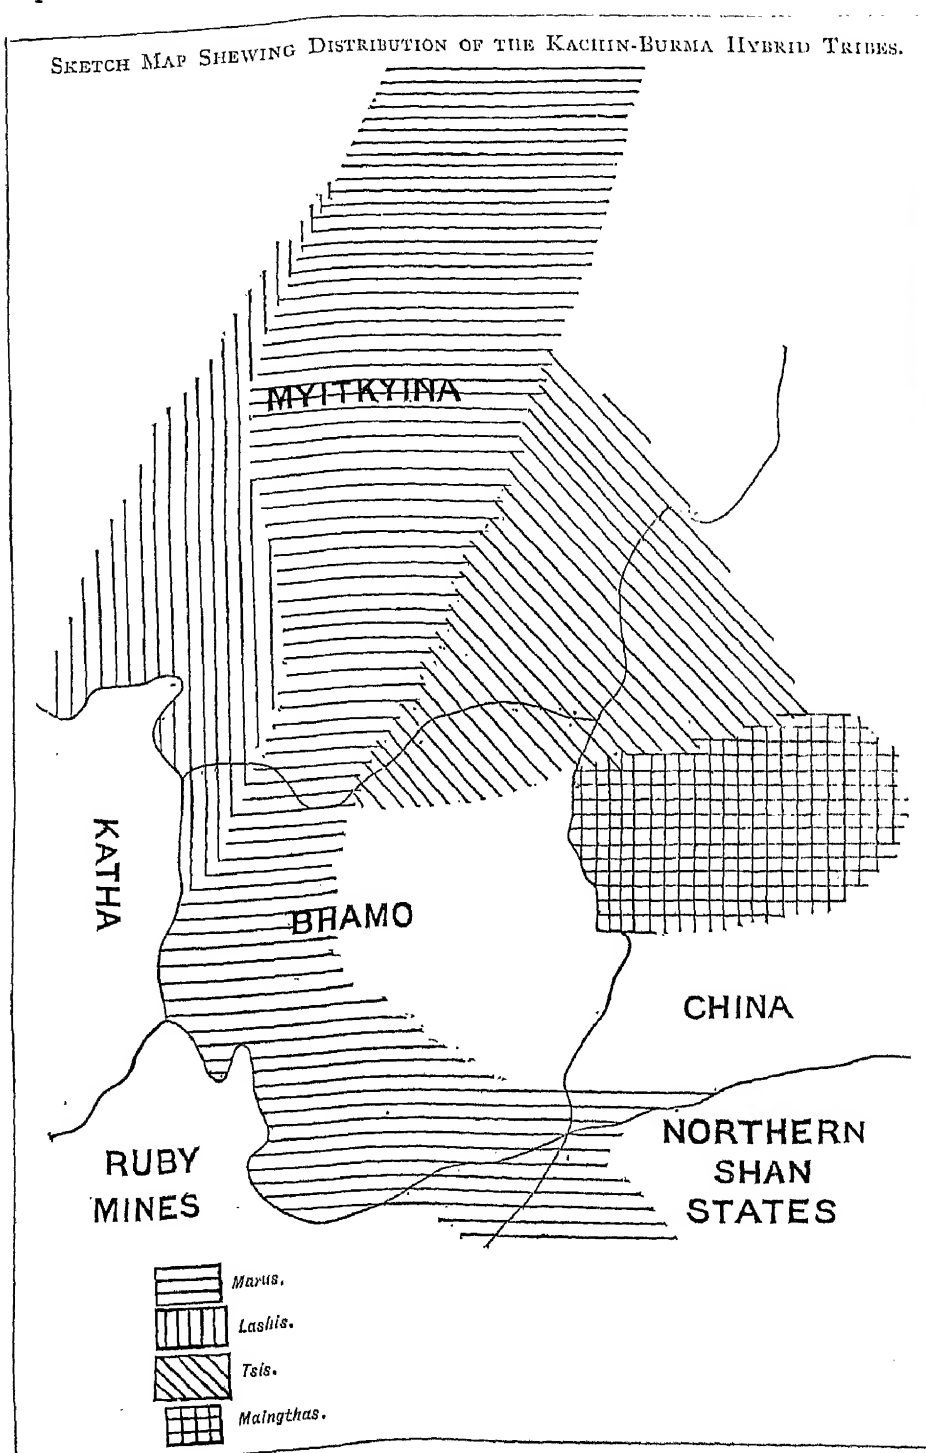 SKETCH MAP SHEWING DISTRIBUTION OF THE KACHIN-BURMA HYBRID TRIBES.
MYITKYINA
KATHA
BHAMO
CHINA
NORTHERN
SHAN
STATES
RUBY
MINES
Marus.
Lashis.
Tsis.
Maingthas.